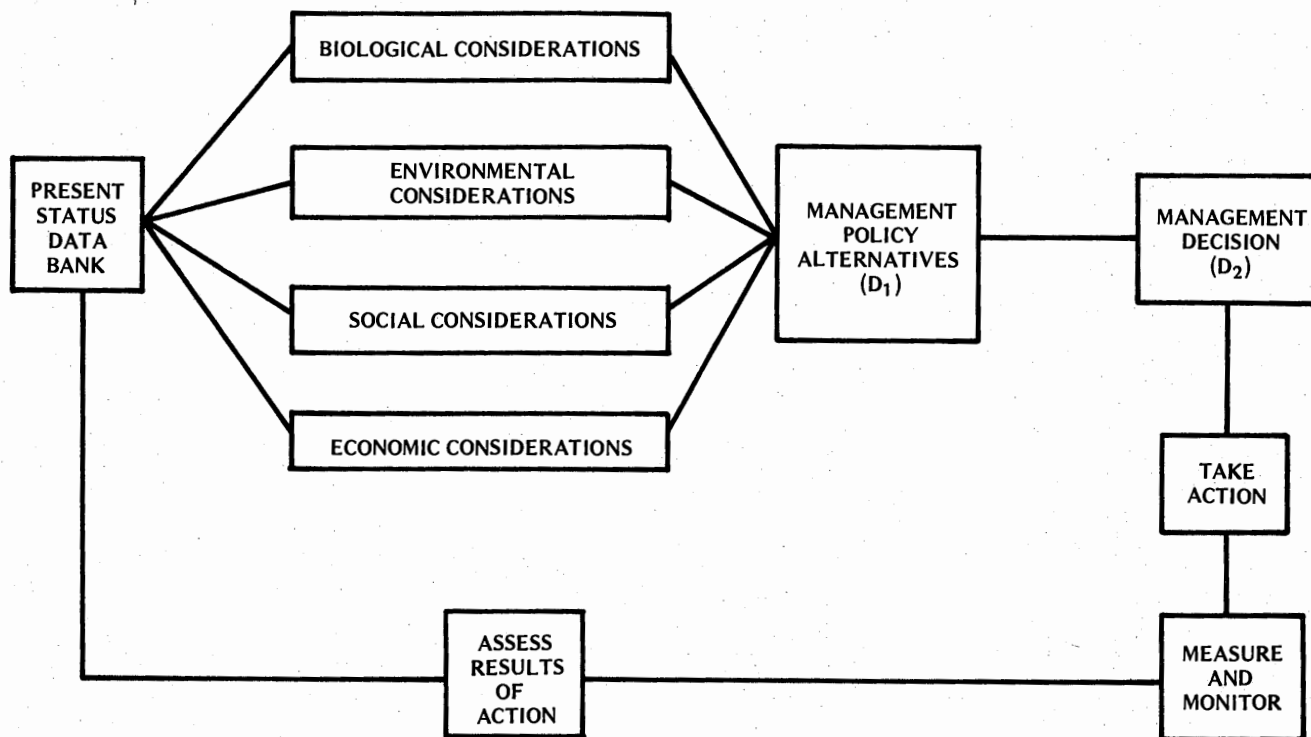 BIOLOGICAL CONSIDERATIONS
ENVIRONMENTAL
CONSIDERATIONS
PRESENT
STATUS
DATA
BANK
SOCIAL CONSIDERATIONS
ECONOMIC CONSIDERATIONS
MANAGEMENT
POLICY
ALTERNATIVES
(D₁)
MANAGEMENT
DECISION
(D₂)
TAKE
ACTION
MEASURE
AND
MONITOR
ASSESS
RESULTS
OF
ACTION